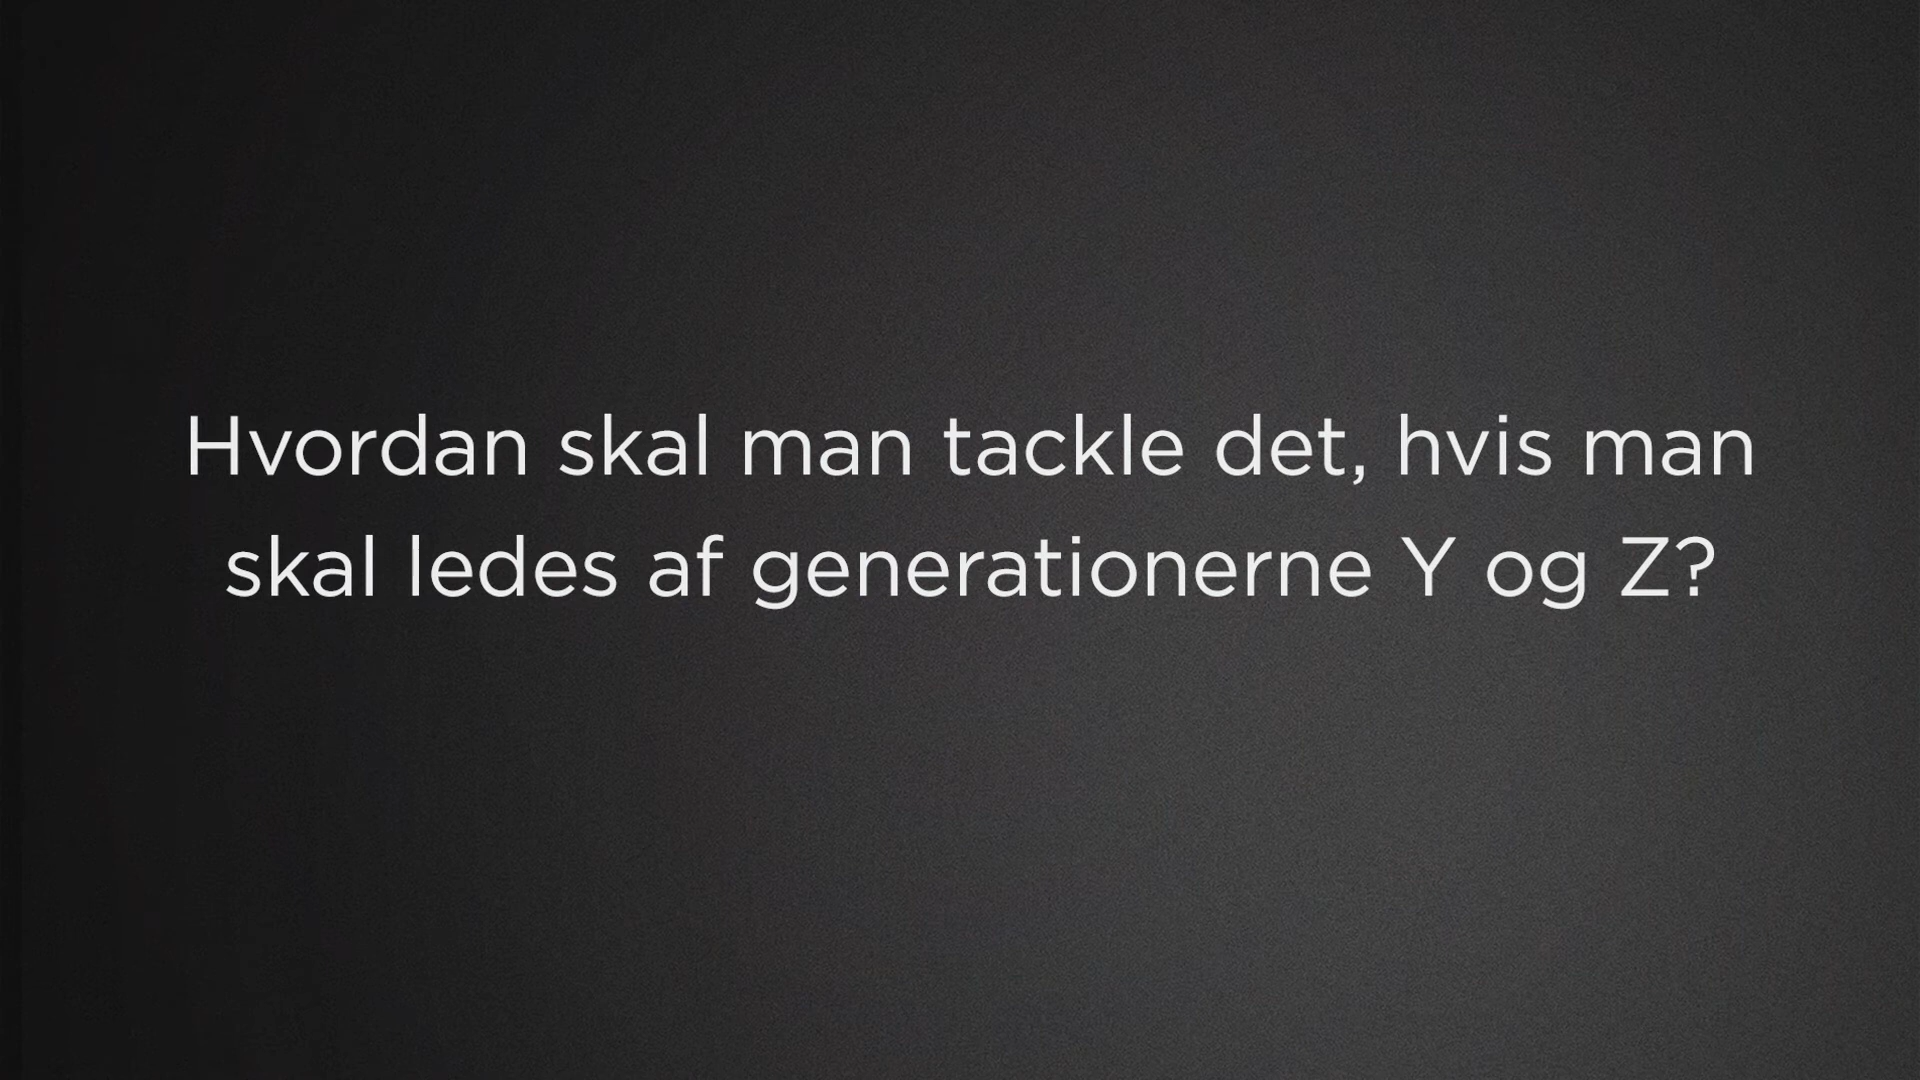 Hvordan skal man tackle det, hvis man
skal ledes af generationerne Y og Z?